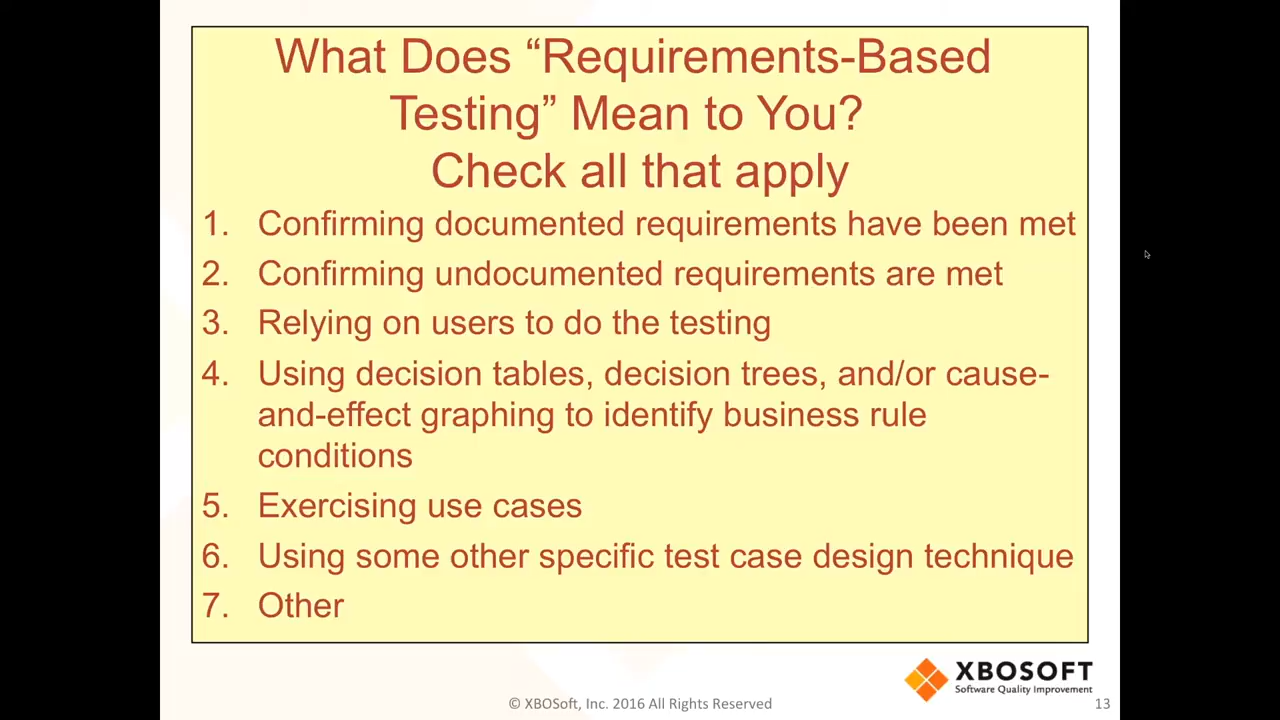 What Does “Requirements-Based
Testing” Mean to You?
Check all that apply
1. Confirming documented requirements have been met
2. Confirming undocumented requirements are met
3. Relying on users to do the testing
4. Using decision tables, decision trees, and/or cause-
and-effect graphing to identify business rule
conditions
5. Exercising use cases
6. Using some other specific test case design technique
7. Other
XBOSOFT
Software Quality Improvement
© XBOSoft, Inc. 2016 All Rights Reserved
13